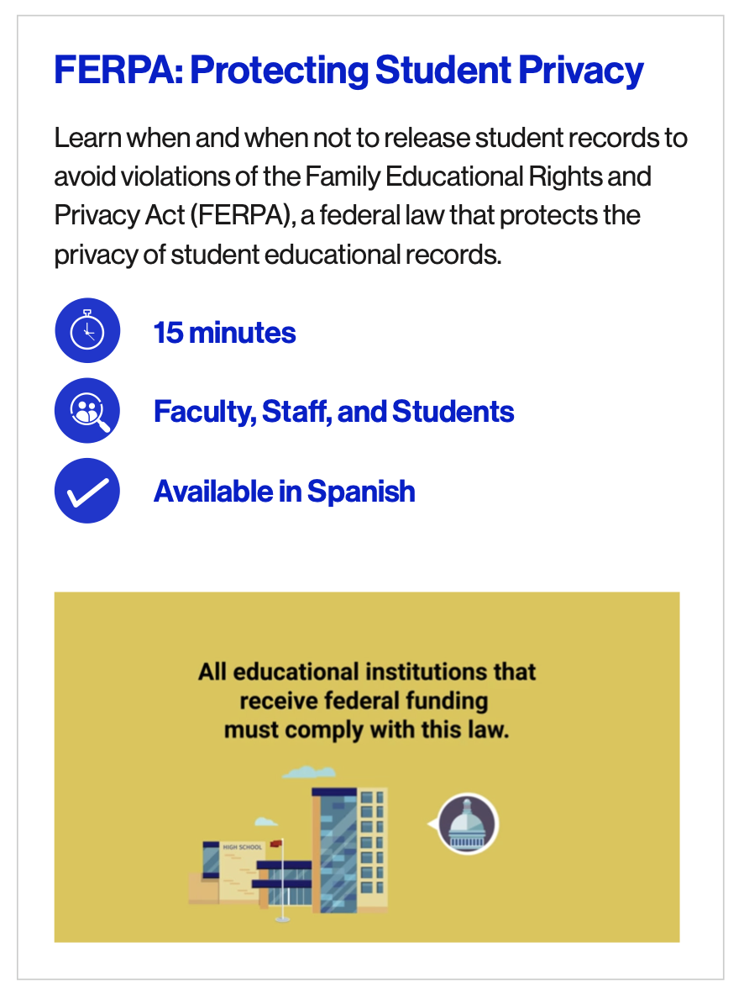 FERPA: Protecting Student Privacy
Learn when and when not to release student records to
avoid violations of the Family Educational Rights and
Privacy Act (FERPA), a federal law that protects the
privacy of student educational records.
15 minutes
Faculty, Staff, and Students
Available in Spanish
All educational institutions that
receive federal funding
must comply with this law.
HIGH SCHOOL